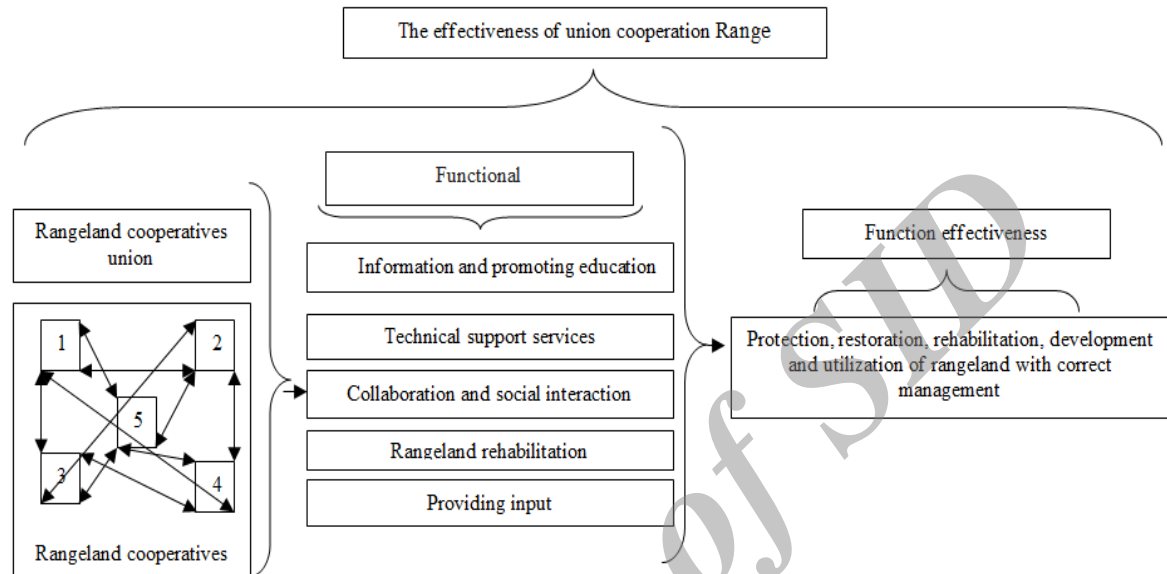 The effectiveness of union cooperation Range
Rangeland cooperatives
union
1
2
5
3
4
Rangeland cooperatives
Functional
Information and promoting education
Technical support services
Collaboration and social interaction
Rangeland rehabilitation
Providing input
Function effectiveness
Protection, restoration, rehabilitation, development
and utilization of rangeland with correct
management
of SID